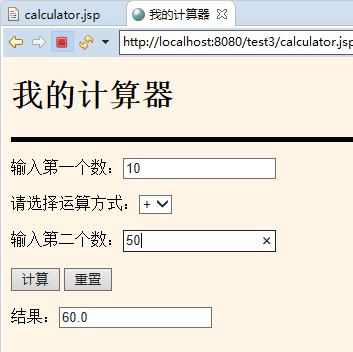 calculator.jsp
我的计算器
http://localhost:8080/test3/calculator.jsp
我的计算器
输入第一个数：10
请选择运算方式：+
输入第二个数：50
计算 重置
结果：60.0